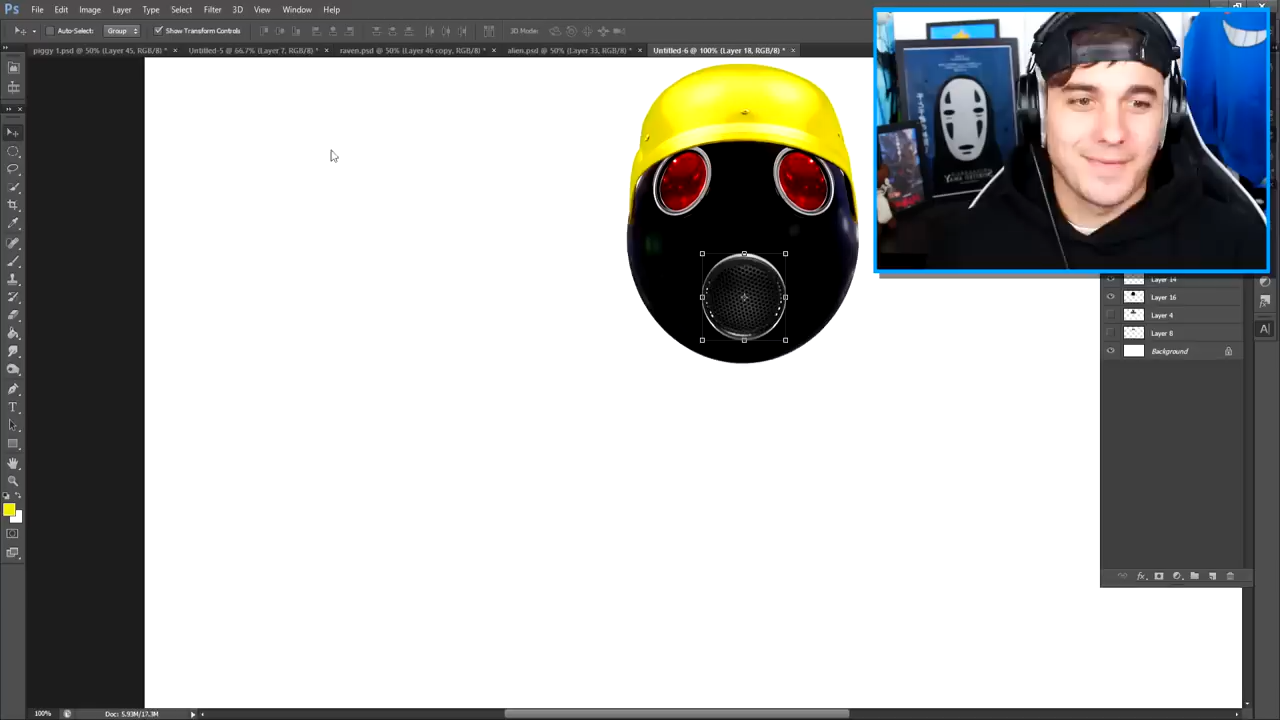 Ps File Edit Image Layer Type Select Filter 3D View Window Help
Auto-Select: Group Show Transform Controls 3D Mode:
piggy 1.psd @ 50% (Layer 45, RGB/8) * × Untitled-5 @ 66.7% (Layer 7, RGB/8) * × raven.psd @ 50% (Layer 46 copy, RGB/8) * × alien.psd @ 50% (Layer 33, RGB/8) * × Untitled-6 @ 100% (Layer 18, RGB/8) * ×
Layer 14
Layer 16
Layer 4
Layer 8
Background
fx
100% Doc: 5.93M/17.3M